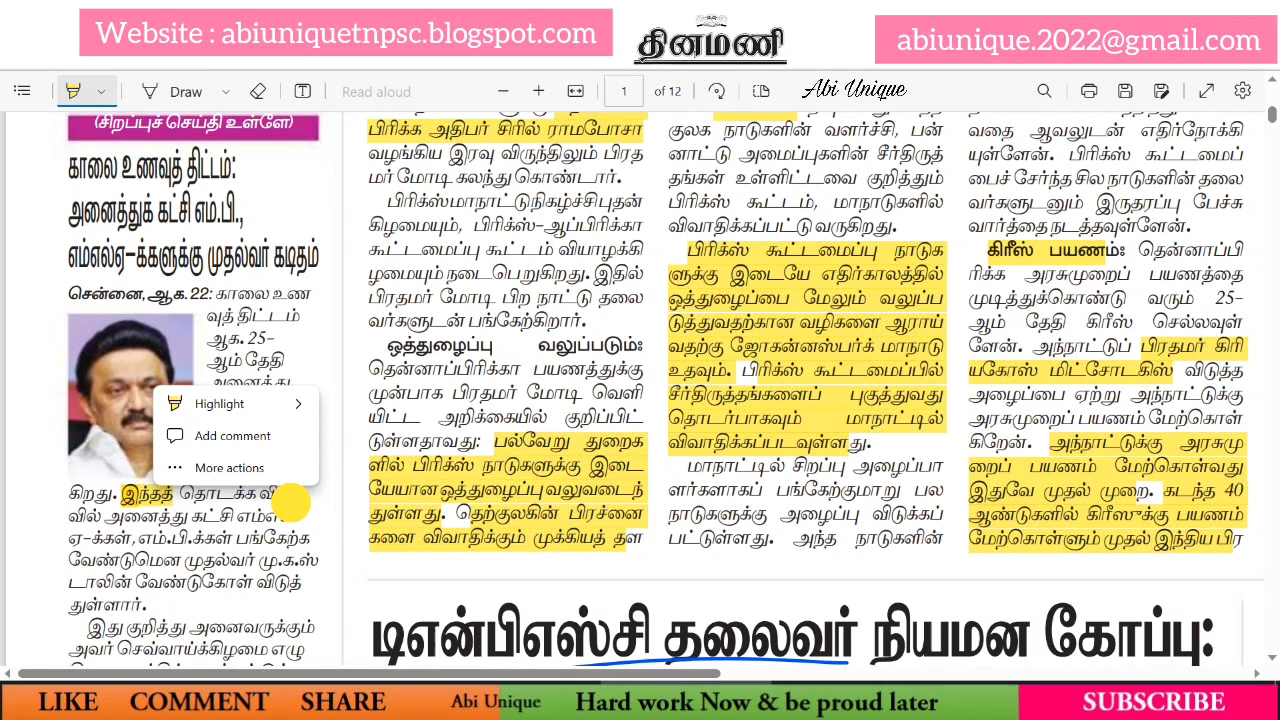 Website : abiuniquetnpsc.blogspot.com
தினமணி
abiunique.2022@gmail.com
Draw
Read aloud
1 of 12
Abi Unique
(சிறப்புச் செய்தி உள்ளே)
காலை உணவுத் திட்டம்:
அனைத்துக் கட்சி எம்.பி.,
எம்எல்ஏ-க்களுக்கு முதல்வர் கடிதம்
சென்னை, ஆக. 22: காலை உண
வுத் திட்டம்
ஆக. 25-
ஆம் தேதி
அனைத்து
Highlight
Add comment
More actions
கிறது. இந்தத் தொடக்க
வில் அனைத்து கட்சி
ஏ-க்கள், எம்.பி.க்கள் பங்கேற்க
வேண்டுமென முதல்வர் மு.க.ஸ்
டாலின் வேண்டுகோள் விடுத்
துள்ளார்.
இது குறித்து அனைவருக்கும்
அவர் செவ்வாய்க்கிழமை எழு
பிரிக்க அதிபர் சிரில் ராமபோசா
வழங்கிய இரவு விருந்திலும் பிரத
மர் மோடி கலந்து கொண்டார்.
பிரிக்ஸ் மாநாட்டு நிகழ்ச்சி புதன்
கிழமையும், பிரிக்ஸ்-ஆப்பிரிக்கா
கூட்டமைப்பு கூட்டம் வியாழக்கி
ழமையும் நடைபெறுகிறது. இதில்
பிரதமர் மோடி பிற நாட்டு தலை
வர்களுடன் பங்கேற்கிறார்.
ஒத்துழைப்பு வலுப்படும்:
தென்னாப்பிரிக்கா பயணத்துக்கு
முன்பாக பிரதமர் மோடி வெளி
யிட்ட அறிக்கையில் குறிப்பிட்
டுள்ளதாவது: பல்வேறு துறைக
ளில் பிரிக்ஸ் நாடுகளுக்கு இடை
யேயான ஒத்துழைப்பு வலுவடைந்
துள்ளது. தெற்குலகின் பிரச்னை
களை விவாதிக்கும் முக்கியத் தள
குலக நாடுகளின் வளர்ச்சி, பன்
னாட்டு அமைப்புகளின் சீர்திருத்
தங்கள் உள்ளிட்டவை குறித்தும்
பிரிக்ஸ் கூட்டம், மாநாடுகளில்
விவாதிக்கப்பட்டு வருகிறது.
பிரிக்ஸ் கூட்டமைப்பு நாடுக
ளுக்கு இடையே எதிர்காலத்தில்
ஒத்துழைப்பை மேலும் வலுப்ப
டுத்துவதற்கான வழிகளை ஆராய்
வதற்கு ஜோகன்னஸ்பர்க் மாநாடு
உதவும். பிரிக்ஸ் கூட்டமைப்பில்
சீர்திருத்தங்களைப் புகுத்துவது
தொடர்பாகவும் மாநாட்டில்
விவாதிக்கப்படவுள்ளது.
மாநாட்டில் சிறப்பு அழைப்பா
ளர்களாகப் பங்கேற்குமாறு பல
நாடுகளுக்கு அழைப்பு விடுக்கப்
பட்டுள்ளது. அந்த நாடுகளின்
வதை ஆவலுடன் எதிர்நோக்கி
யுள்ளேன். பிரிக்ஸ் கூட்டமைப்
பைச் சேர்ந்த சில நாடுகளின் தலை
வர்களுடனும் இருதரப்பு பேச்சு
வார்த்தை நடத்தவுள்ளேன்.
கிரீஸ் பயணம்: தென்னாப்பி
ரிக்க அரசுமுறைப் பயணத்தை
முடித்துக்கொண்டு வரும் 25-
ஆம் தேதி கிரீஸ் செல்லவுள்
ளேன். அந்நாட்டுப் பிரதமர் கிரி
யகோஸ் மிட்சோடகிஸ் விடுத்த
அழைப்பை ஏற்று அந்நாட்டுக்கு
அரசுமுறைப் பயணம் மேற்கொள்
கிறேன். அந்நாட்டுக்கு அரசுமு
றைப் பயணம் மேற்கொள்வது
இதுவே முதல் முறை. கடந்த 40
ஆண்டுகளில் கிரீஸுக்கு பயணம்
மேற்கொள்ளும் முதல் இந்திய பிர
டிஎன்பிஎஸ்சி தலைவர் நியமன கோப்பு:
LIKE COMMENT SHARE Abi Unique Hard work Now & be proud later SUBSCRIBE